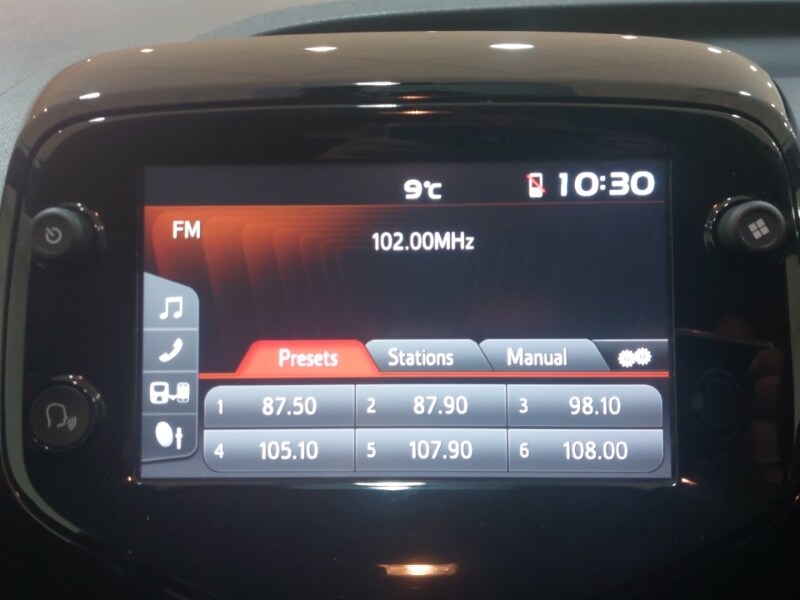 9°C 10:30
FM
102.00MHz
Presets Stations Manual
1 87.50 2 87.90 3 98.10
4 105.10 5 107.90 6 108.00